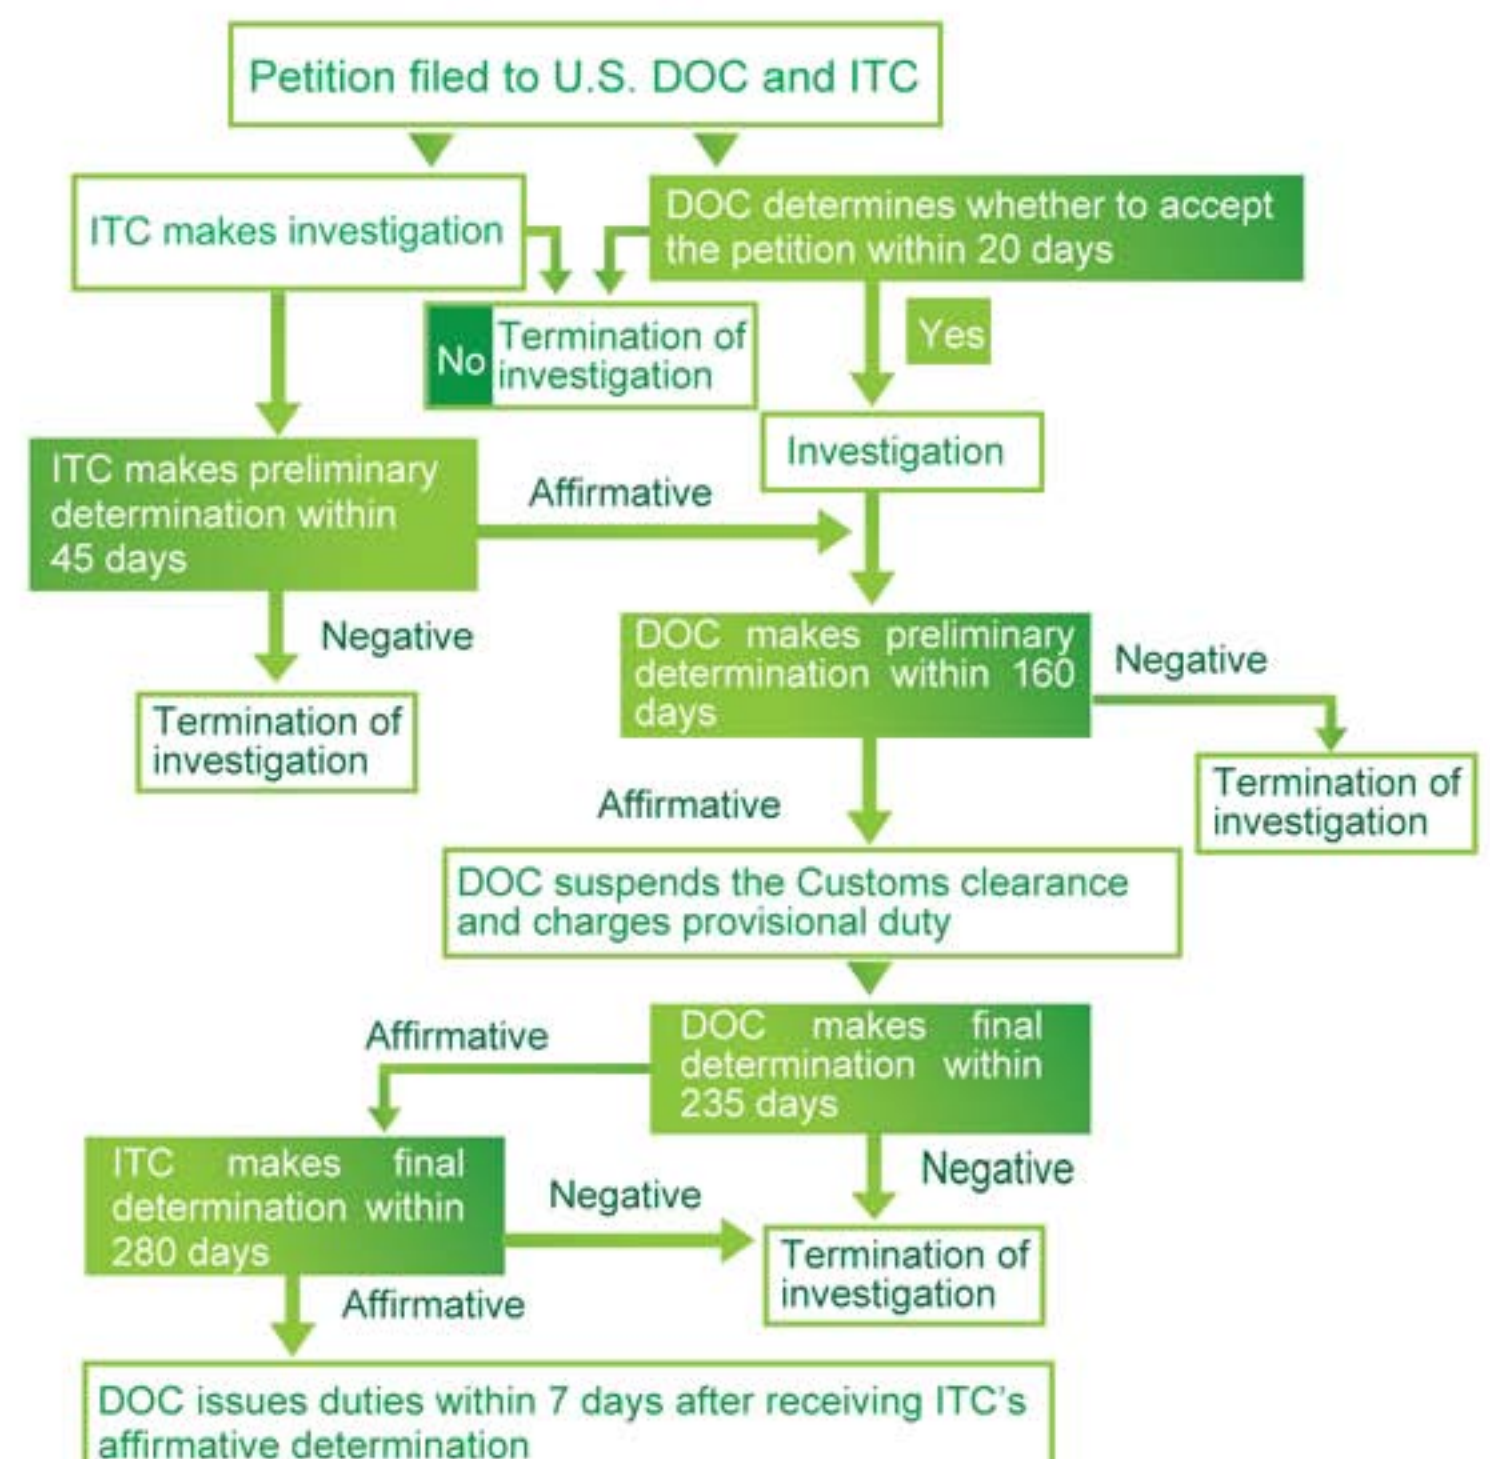 Petition filed to U.S. DOC and ITC
ITC makes investigation
DOC determines whether to accept
the petition within 20 days
No
Termination of
investigation
Yes
Investigation
ITC makes preliminary
determination within
45 days
Affirmative
Negative
Termination of
investigation
DOC makes preliminary
determination within 160
days
Negative
Termination of
investigation
Affirmative
DOC suspends the Customs clearance
and charges provisional duty
DOC makes final
determination within
235 days
Affirmative
Negative
ITC makes final
determination within
280 days
Negative
Termination of
investigation
Affirmative
DOC issues duties within 7 days after receiving ITC's
affirmative determination